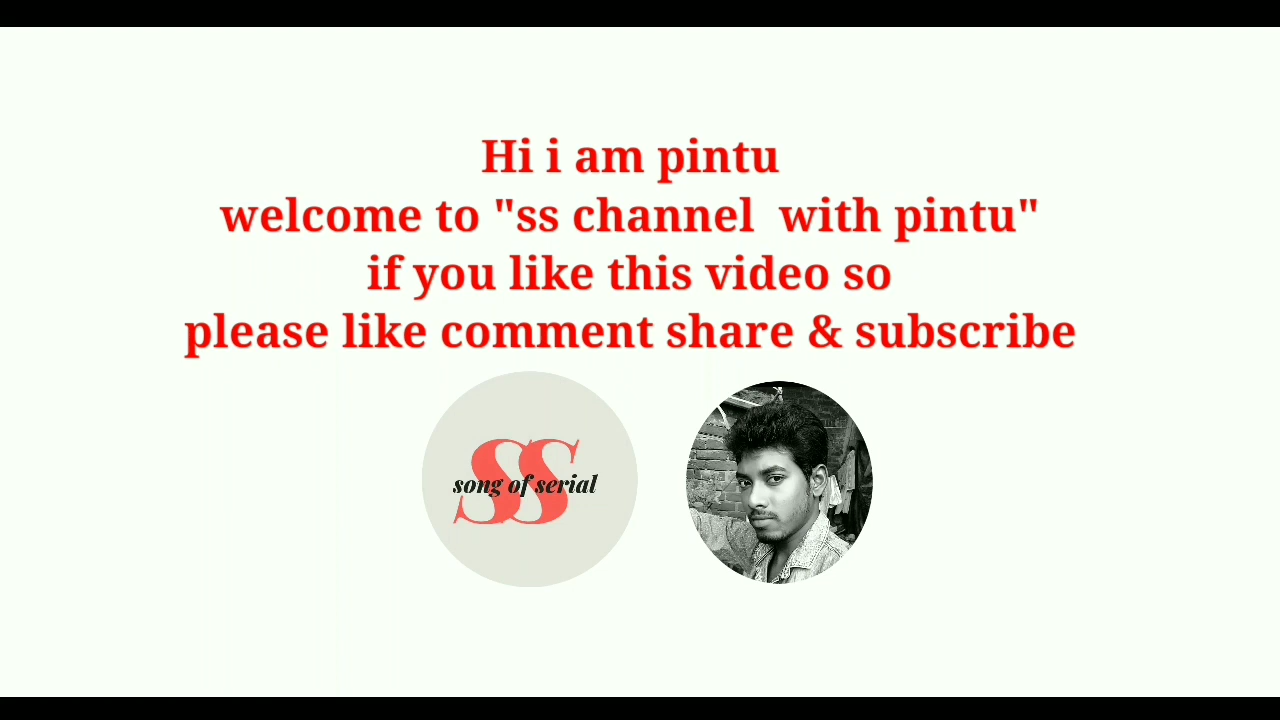 Hi i am pintu
welcome to "ss channel  with pintu"
if you like this video so
please like comment share & subscribe
SS
song of serial